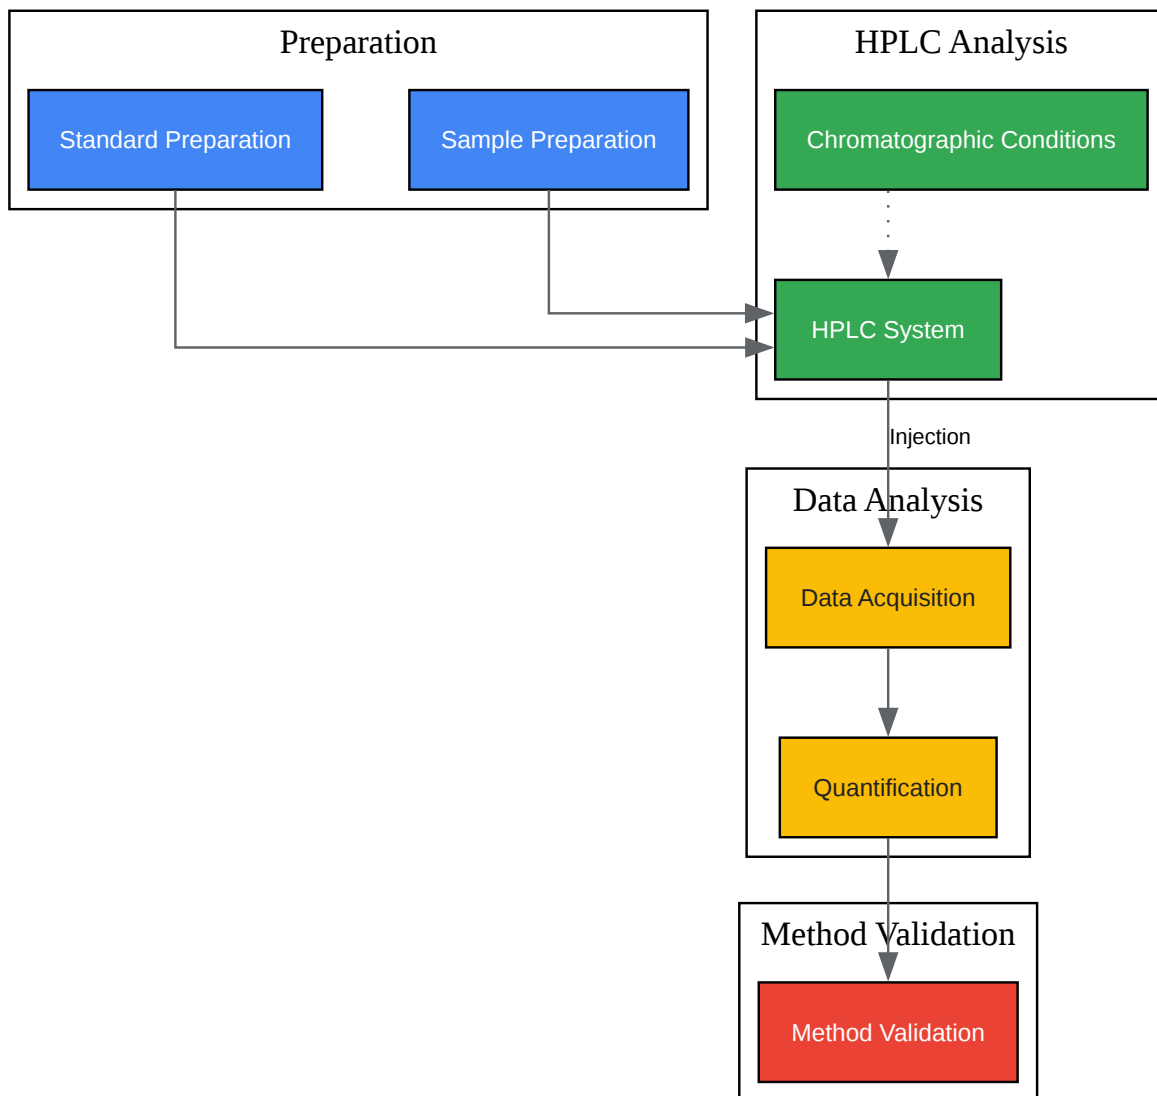 Preparation
Standard Preparation
Sample Preparation
HPLC Analysis
Chromatographic Conditions
HPLC System
Injection
Data Analysis
Data Acquisition
Quantification
Method Validation
Method Validation